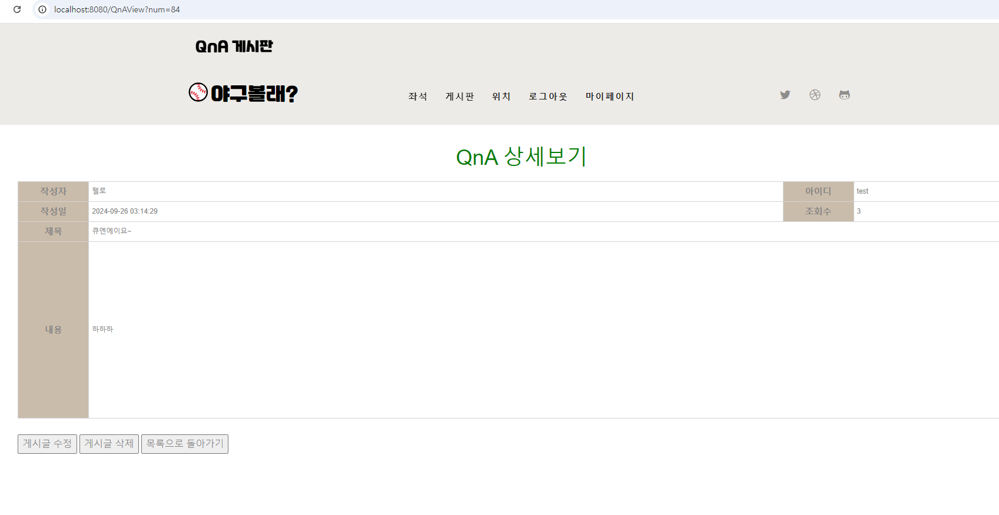 localhost:8080/QnAView?num=84
QnA 게시판
야구볼래?
좌석 게시판 위치 로그아웃 마이페이지
QnA 상세보기
작성자 헬로 아이디 test
작성일 2024-09-26 03:14:29 조회수 3
제목 큐엔에이요~
내용 하하하
게시글 수정 게시글 삭제 목록으로 돌아가기